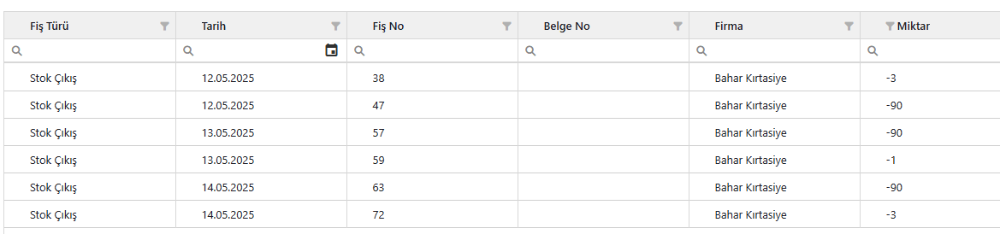 Fiş Türü Tarih Fiş No Belge No Firma Miktar
Stok Çıkış 12.05.2025 38 Bahar Kırtasiye -3
Stok Çıkış 12.05.2025 47 Bahar Kırtasiye -90
Stok Çıkış 13.05.2025 57 Bahar Kırtasiye -90
Stok Çıkış 13.05.2025 59 Bahar Kırtasiye -1
Stok Çıkış 14.05.2025 63 Bahar Kırtasiye -90
Stok Çıkış 14.05.2025 72 Bahar Kırtasiye -3